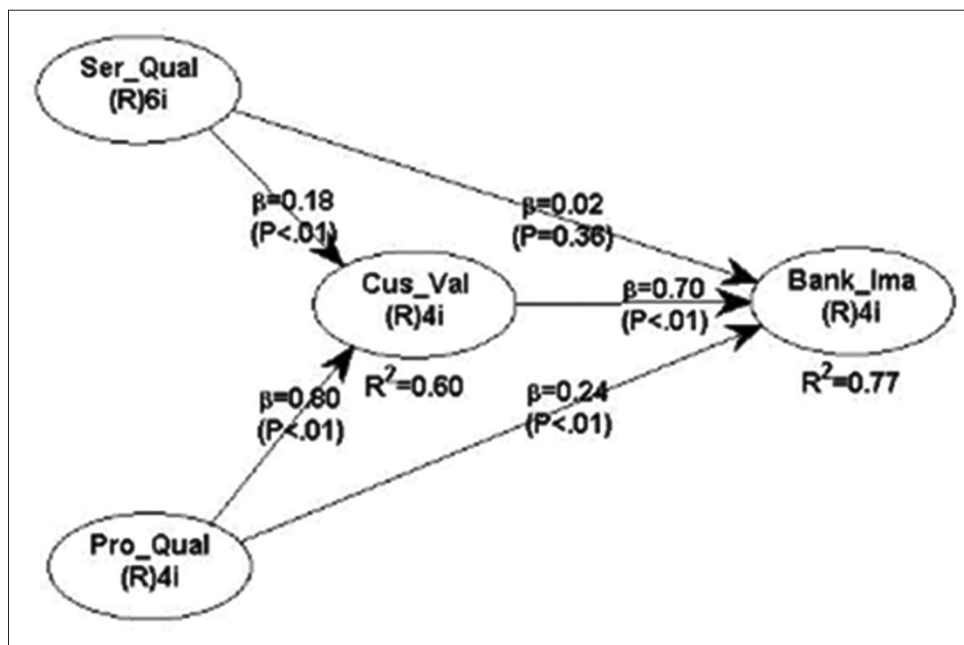 Ser_Qual
(R)6i
β=0.18
(P<.01)
β=0.02
(P=0.36)
Cus_Val
(R)4i
R²=0.60
β=0.70
(P<.01)
Bank_Ima
(R)4i
R²=0.77
β=0.80
(P<.01)
β=0.24
(P<.01)
Pro_Qual
(R)4i